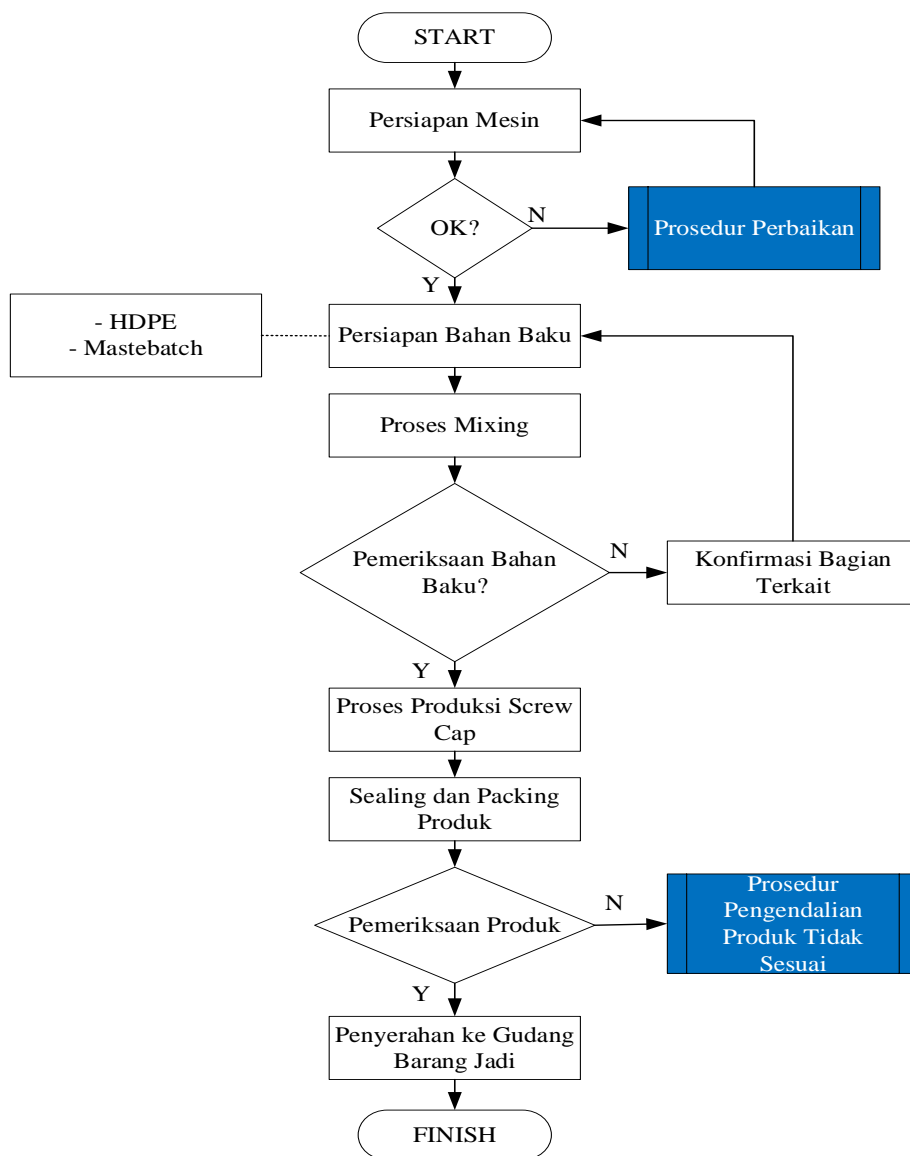 START
Persiapan Mesin
OK?
N
Prosedur Perbaikan
Y
- HDPE
- Mastebatch
Persiapan Bahan Baku
Proses Mixing
Pemeriksaan Bahan
Baku?
N
Konfirmasi Bagian
Terkait
Y
Proses Produksi Screw
Cap
Sealing dan Packing
Produk
Pemeriksaan Produk
N
Prosedur
Pengendalian
Produk Tidak
Sesuai
Y
Penyerahan ke Gudang
Barang Jadi
FINISH